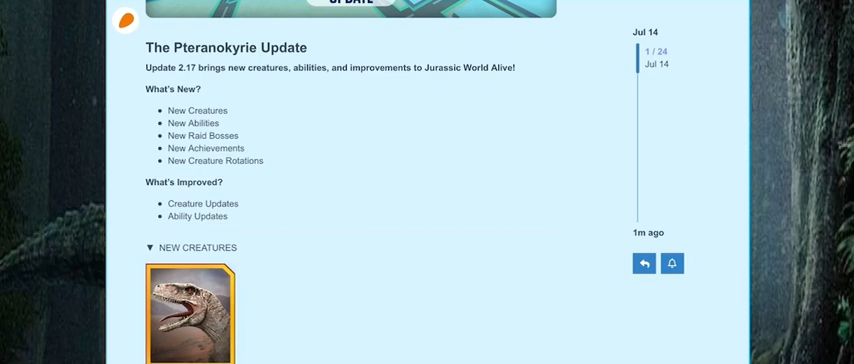 UPDATE
The Pteranokyrie Update
Update 2.17 brings new creatures, abilities, and improvements to Jurassic World Alive!
What's New?
New Creatures
New Abilities
New Raid Bosses
New Achievements
New Creature Rotations
What's Improved?
Creature Updates
Ability Updates
▼ NEW CREATURES
Jul 14
1 / 24
Jul 14
1m ago